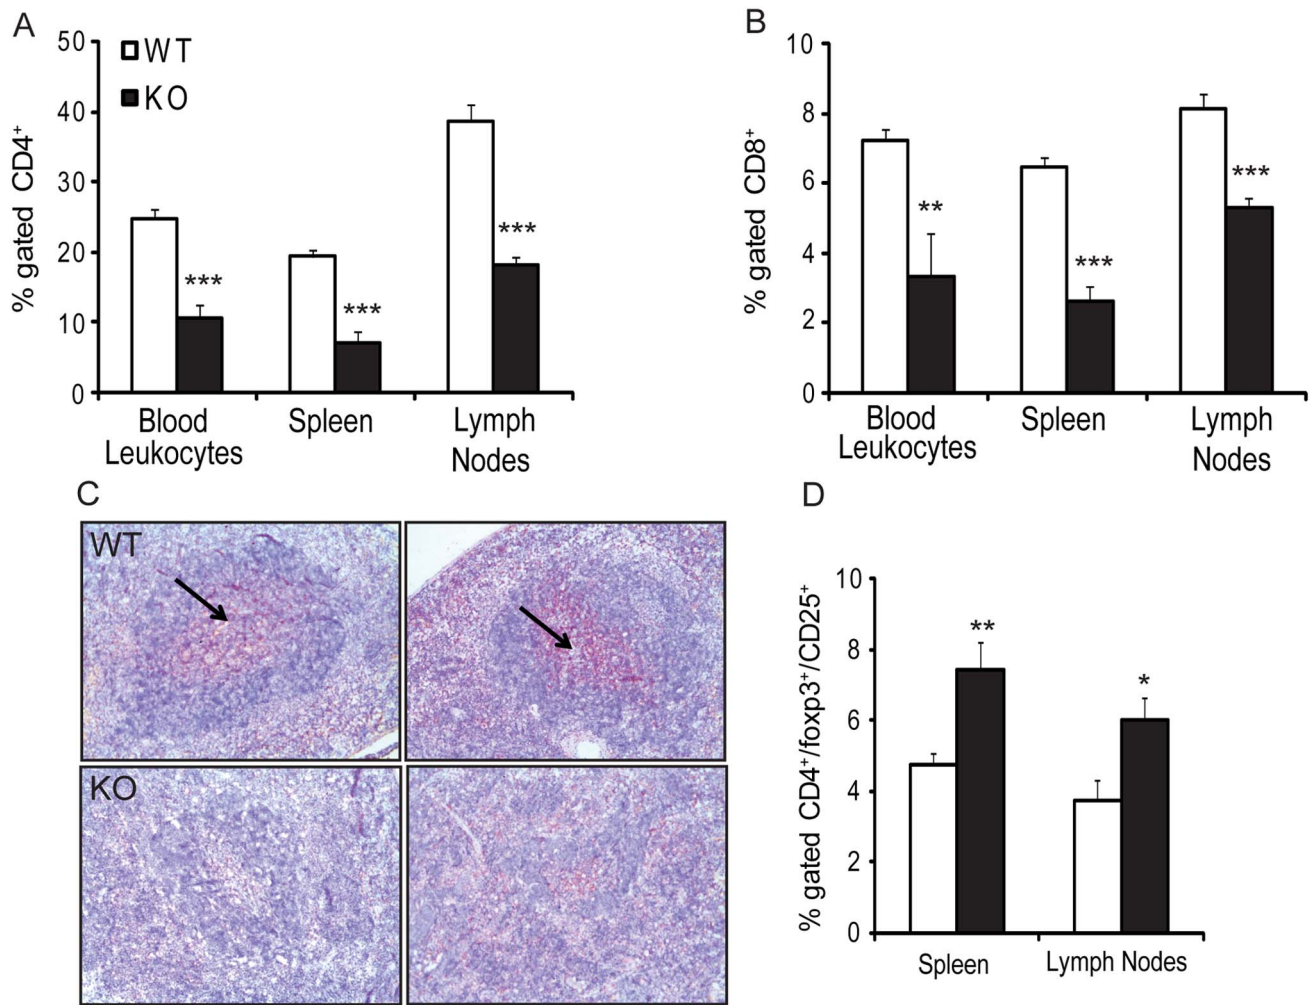 A
50
40
30
20
10
0
% gated CD4⁺
WT
KO
***
***
***
Blood
Leukocytes
Spleen
Lymph
Nodes
B
10
8
6
4
2
0
% gated CD8⁺
**
***
***
Blood
Leukocytes
Spleen
Lymph
Nodes
C
WT
KO
D
10
8
6
4
2
0
% gated CD4⁺/foxp3⁺/CD25⁺
**
*
Spleen
Lymph Nodes